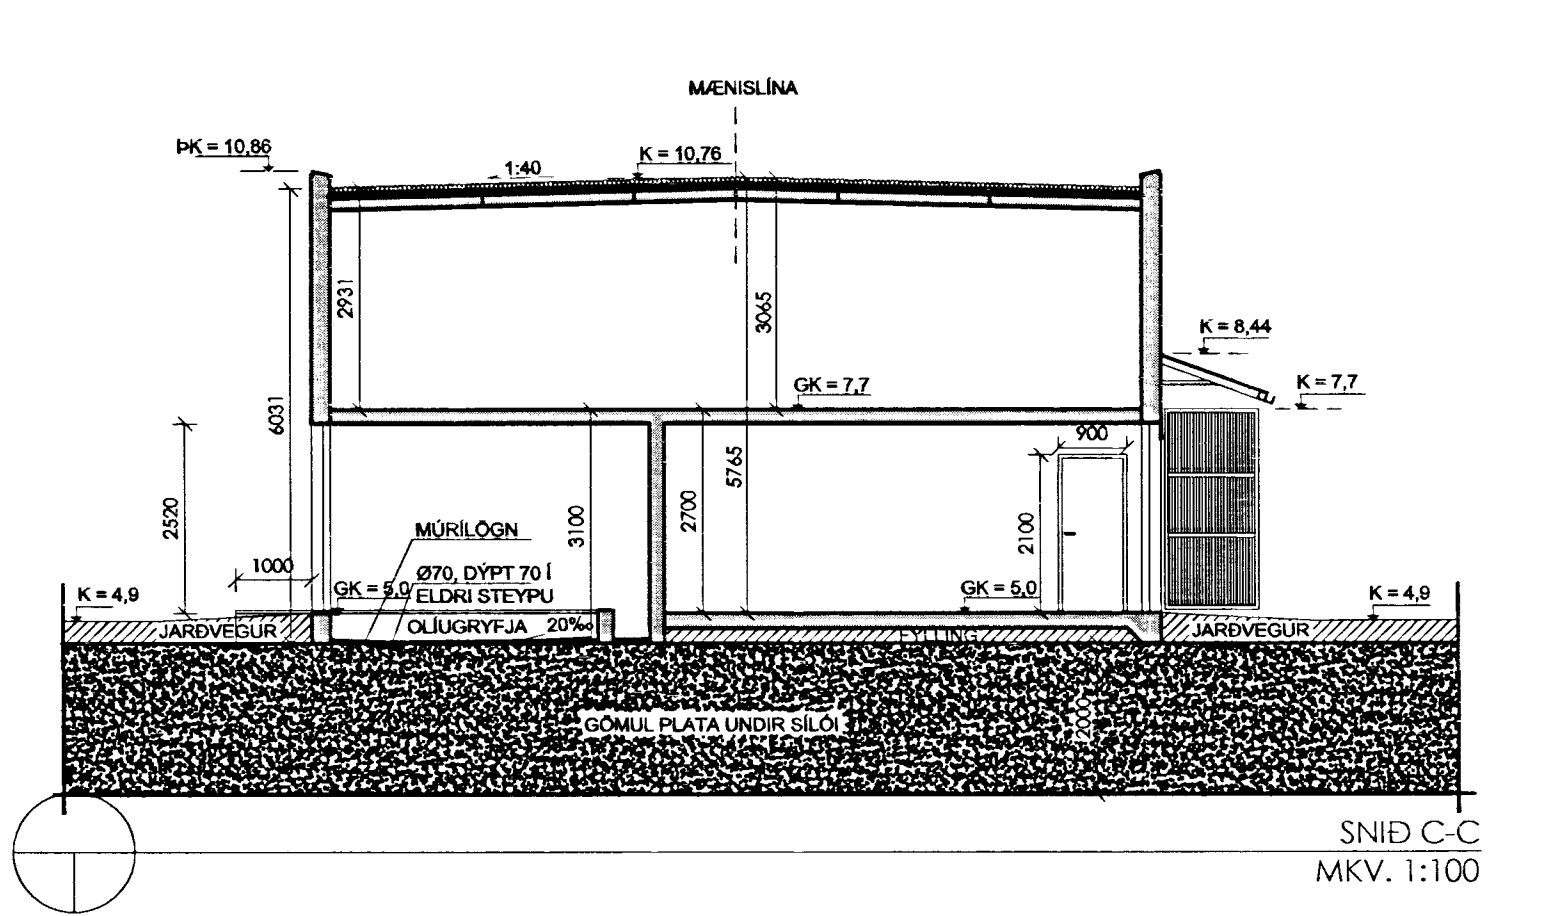 MÆNISLÍNA
ÞK = 10,86
1:40
K = 10,76
2931
3065
K = 8,44
K = 7,7
GK = 7,7
6031
900
5765
2520
3100
2700
2100
MÚRÍLÖGN
1000
Ø70, DÝPT 70 Í
ELDRI STEYPU
GK = 5,0
GK = 5,0
K = 4,9
K = 4,9
JARÐVEGUR
OLÍUGRYFJA
20‰
FYLLING
JARÐVEGUR
GÖMUL PLATA UNDIR SÍLÓI
2000
SNIÐ C-C
MKV. 1:100